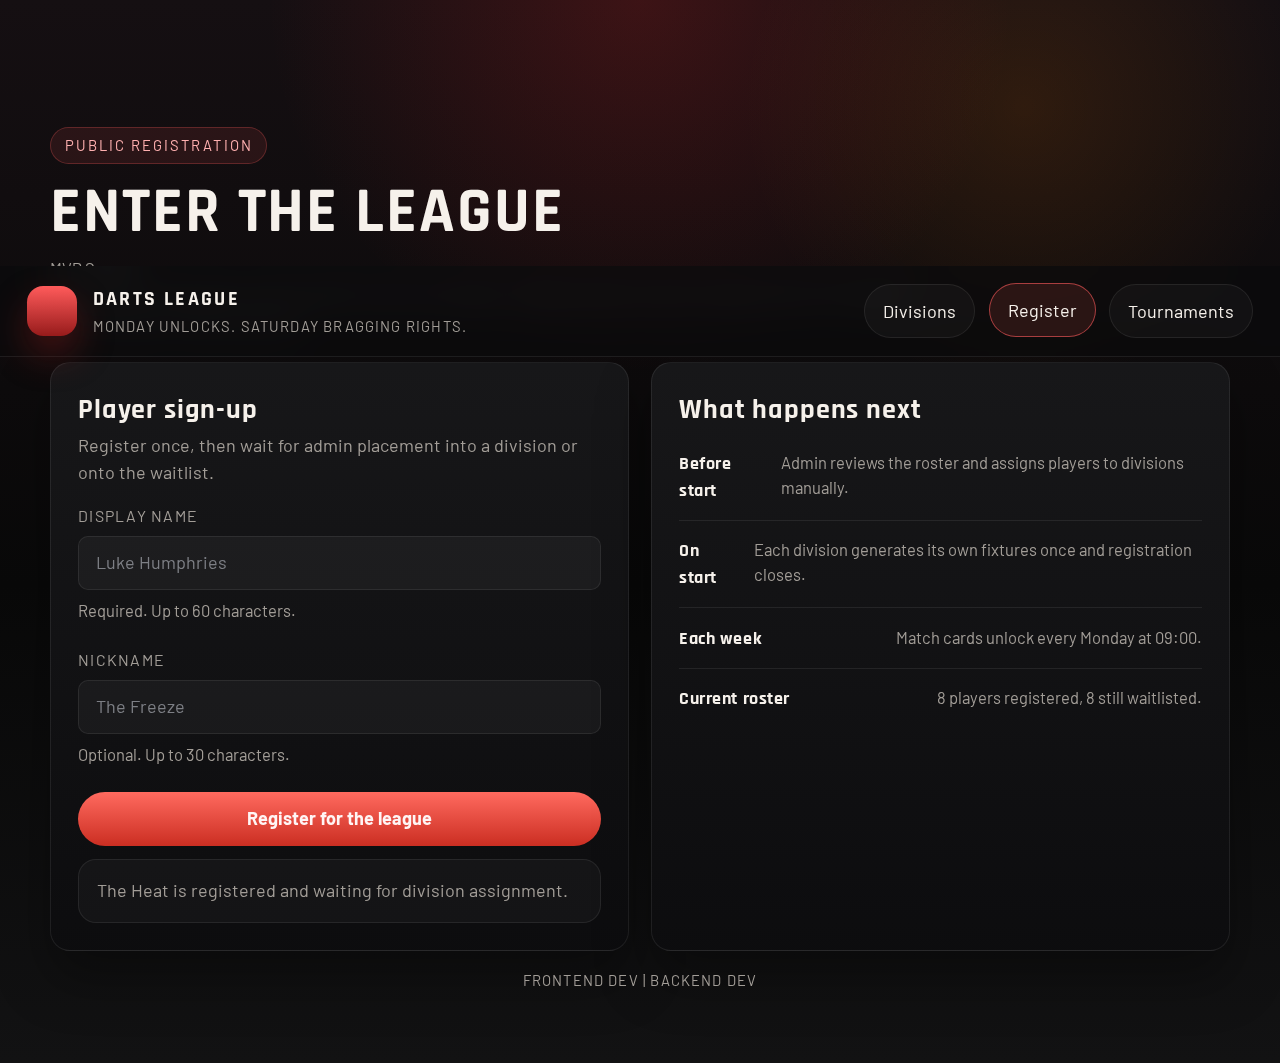 PUBLIC REGISTRATION
ENTER THE LEAGUE
DARTS LEAGUE
MONDAY UNLOCKS. SATURDAY BRAGGING RIGHTS.
Divisions
Register
Tournaments
Player sign-up
Register once, then wait for admin placement into a division or
onto the waitlist.
DISPLAY NAME
Luke Humphries
Required. Up to 60 characters.
NICKNAME
The Freeze
Optional. Up to 30 characters.
Register for the league
The Heat is registered and waiting for division assignment.
What happens next
Before
start
Admin reviews the roster and assigns players to divisions
manually.
On
start
Each division generates its own fixtures once and registration
closes.
Each week
Match cards unlock every Monday at 09:00.
Current roster
8 players registered, 8 still waitlisted.
FRONTEND DEV | BACKEND DEV